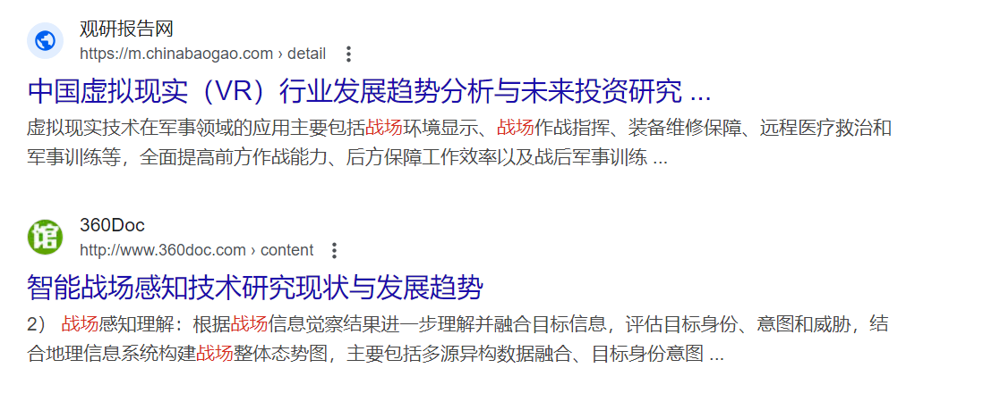 观研报告网
https://m.chinabaogao.com › detail
中国虚拟现实（VR）行业发展趋势分析与未来投资研究 ...
虚拟现实技术在军事领域的应用主要包括战场环境显示、战场作战指挥、装备维修保障、远程医疗救治和
军事训练等，全面提高前方作战能力、后方保障工作效率以及战后军事训练 ...
馆
360Doc
http://www.360doc.com › content
智能战场感知技术研究现状与发展趋势
2） 战场感知理解：根据战场信息觉察结果进一步理解并融合目标信息，评估目标身份、意图和威胁，结
合地理信息系统构建战场整体态势图，主要包括多源异构数据融合、目标身份意图 ...